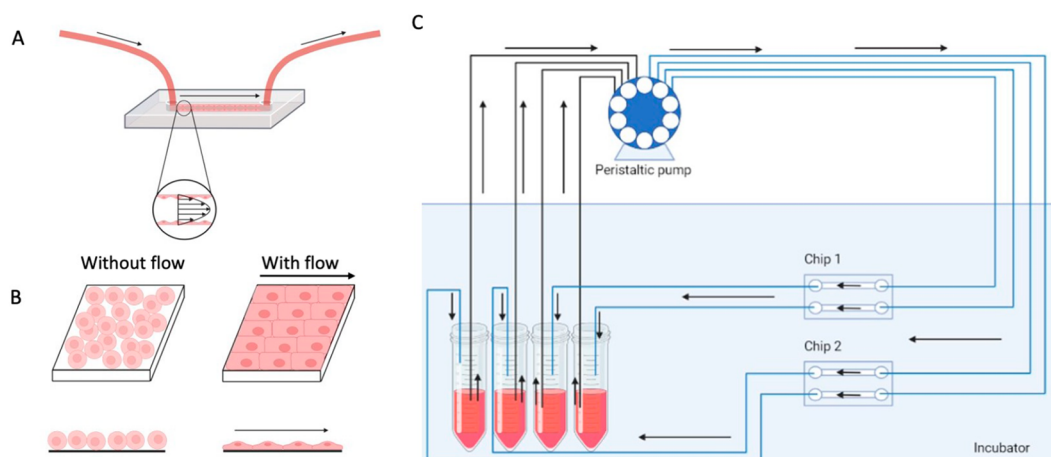 A
B
Without flow
With flow
C
Peristaltic pump
Chip 1
Chip 2
Incubator